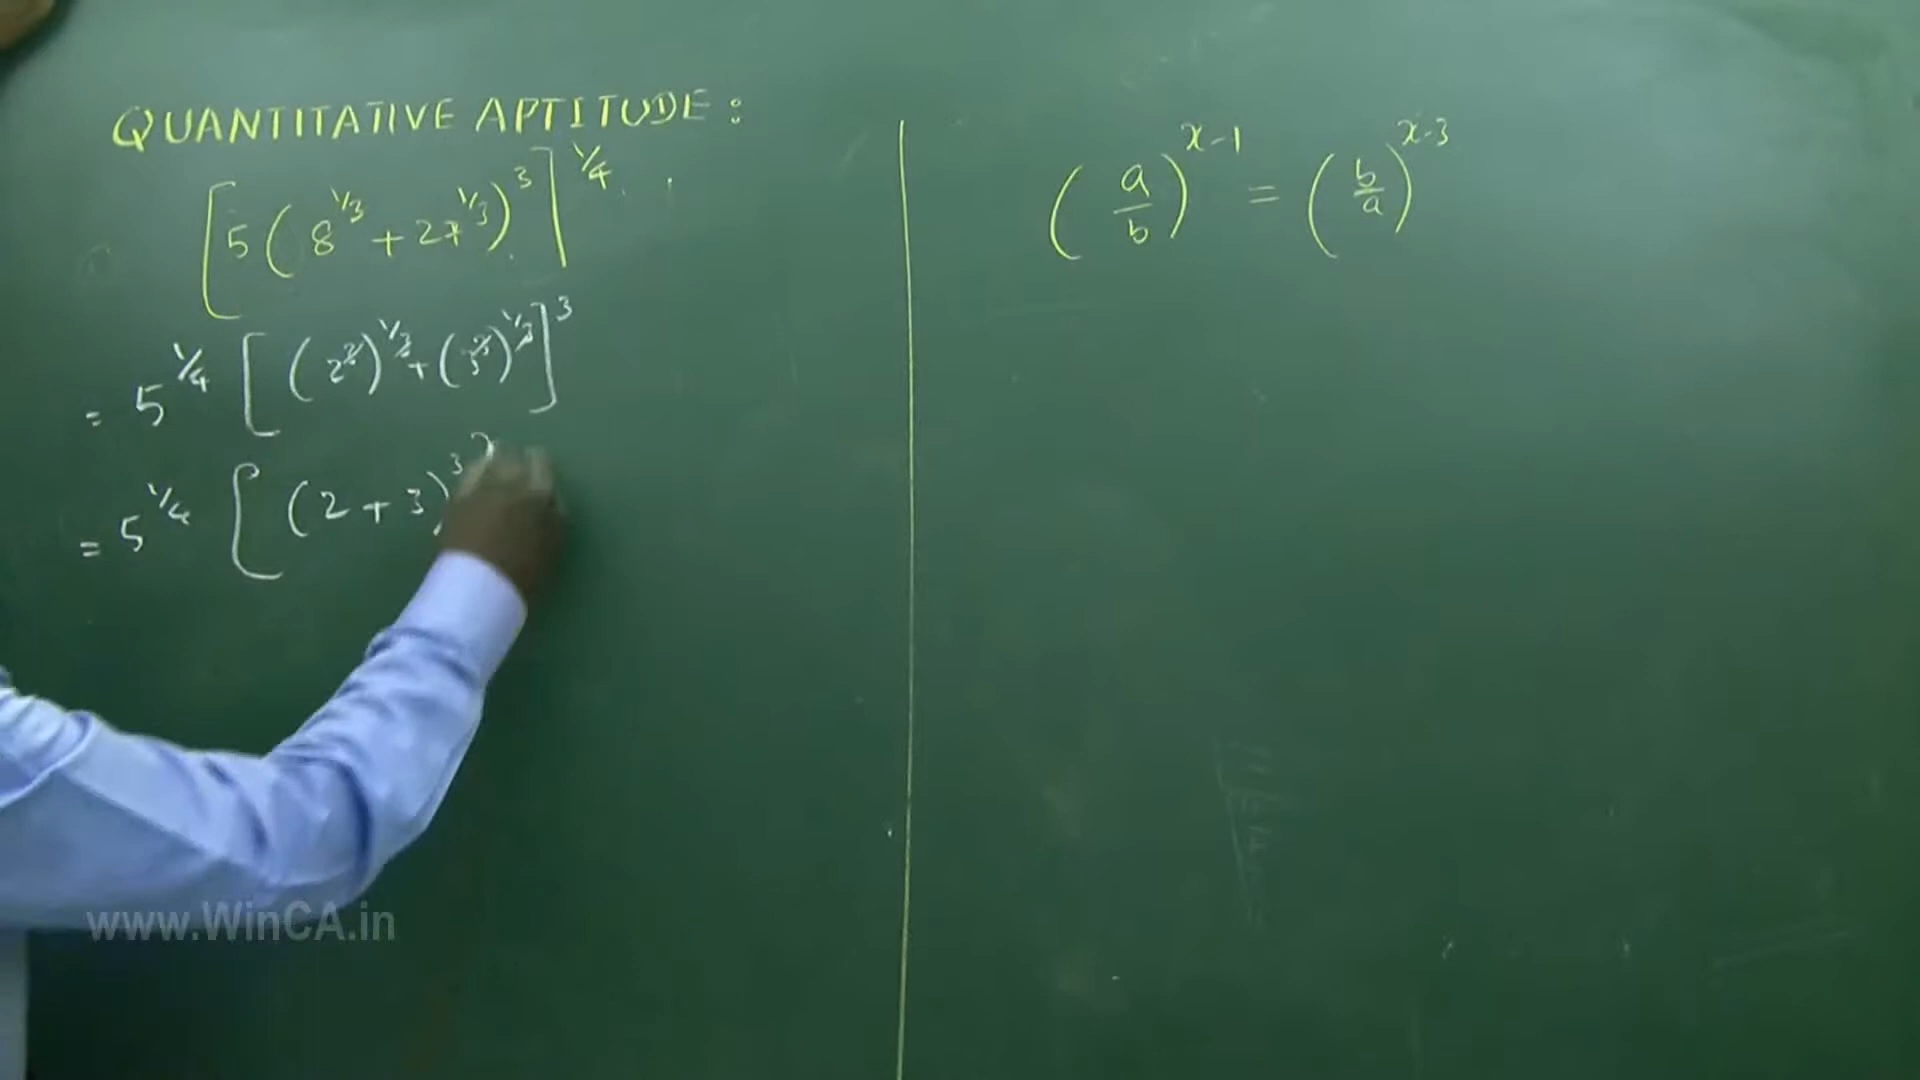 QUANTITATIVE APTITUDE :
[5(8^1/3 + 27^1/3)^3]^1/4
= 5^1/4 [(2^3)^1/3 + (3^3)^1/3]^3
= 5^1/4 [(2 + 3)^3
(a/b)^x-1 = (b/a)^x-3
www.WinCA.in